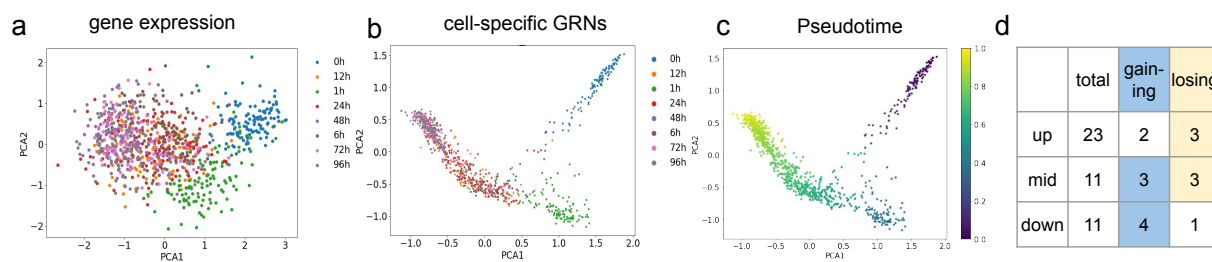 a
gene expression
2
1
0
−1
−2
PCA2
−2
−1
0
1
2
3
PCA1
0h
12h
1h
24h
48h
6h
72h
96h
b
cell-specific GRNs
1.5
1.0
0.5
0.0
−0.5
−1.0
PCA2
−1.0
−0.5
0.0
0.5
1.0
1.5
2.0
PCA1
0h
12h
1h
24h
48h
6h
72h
96h
c
Pseudotime
1.5
1.0
0.5
0.0
−0.5
−1.0
PCA2
−1.0
−0.5
0.0
0.5
1.0
1.5
2.0
PCA1
1.0
0.8
0.6
0.4
0.2
0.0
d
total gain-ing losing
up 23 2 3
mid 11 3 3
down 11 4 1